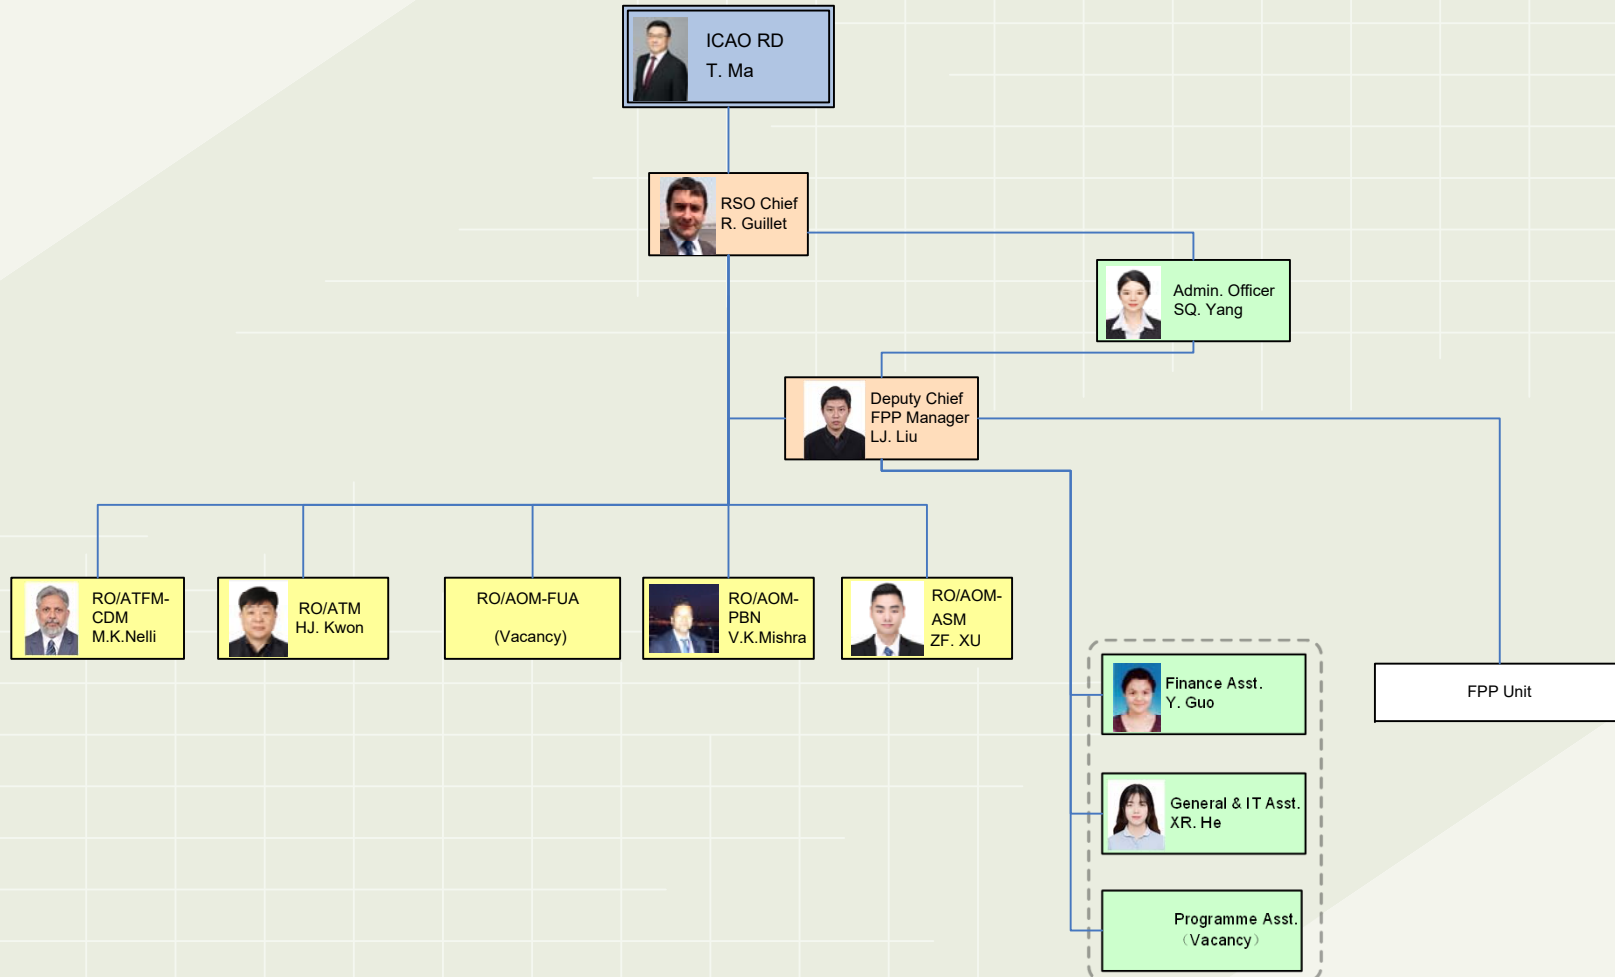 ICAO RD
T. Ma
RSO Chief
R. Guillet
Admin. Officer
SQ. Yang
Deputy Chief
FPP Manager
LJ. Liu
RO/ATFM-
CDM
M.K.Nelli
RO/ATM
HJ. Kwon
RO/AOM-FUA
(Vacancy)
RO/AOM-
PBN
V.K.Mishra
RO/AOM-
ASM
ZF. XU
Finance Asst.
Y. Guo
General & IT Asst.
XR. He
Programme Asst.
（Vacancy）
FPP Unit